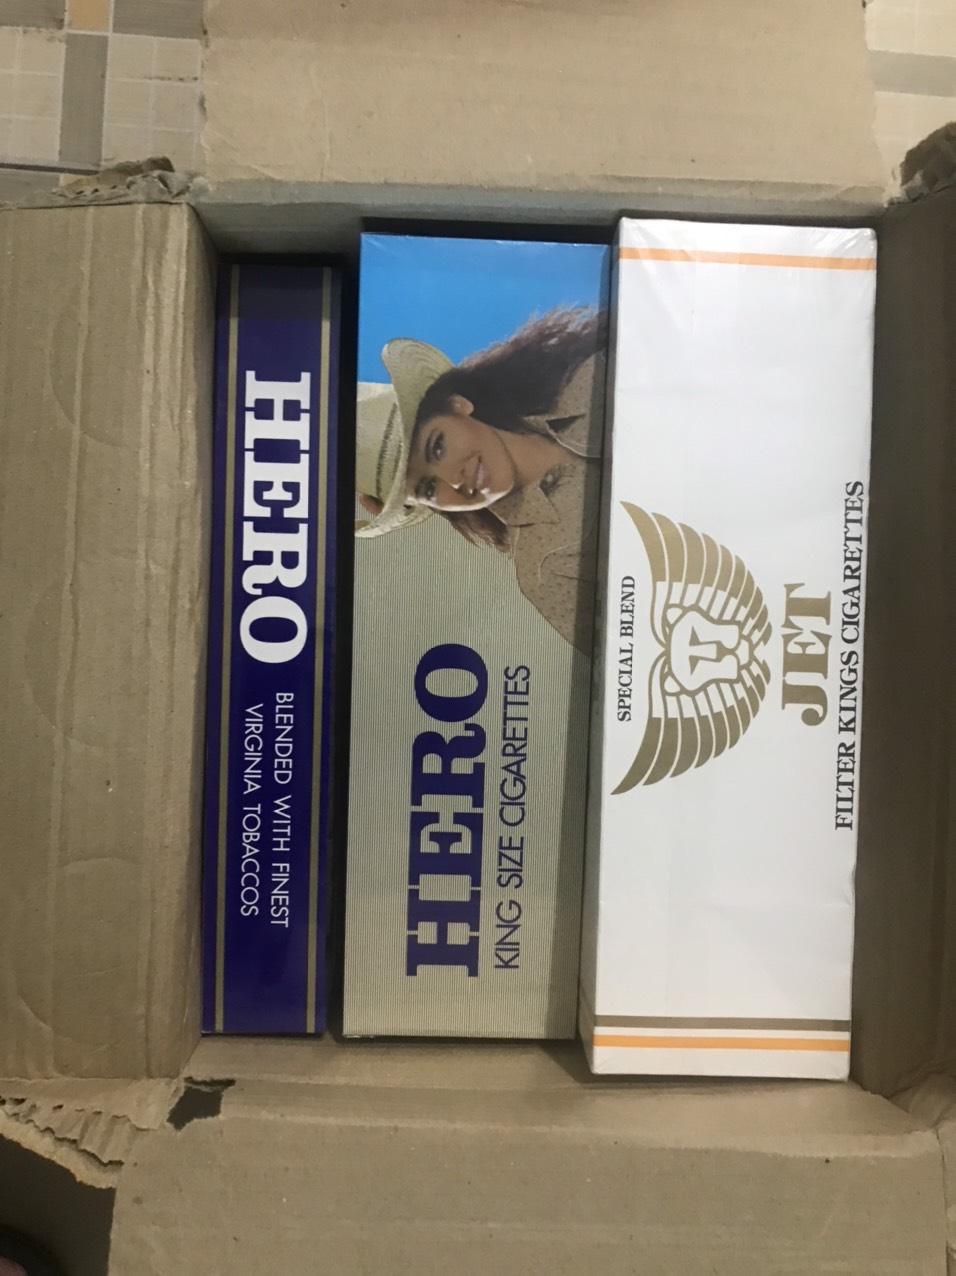 HERO
BLENDED WITH FINEST
VIRGINIA TOBACCOS
HERO
KING SIZE CIGARETTES
SPECIAL BLEND
JET
FILTER KINGS CIGARETTES